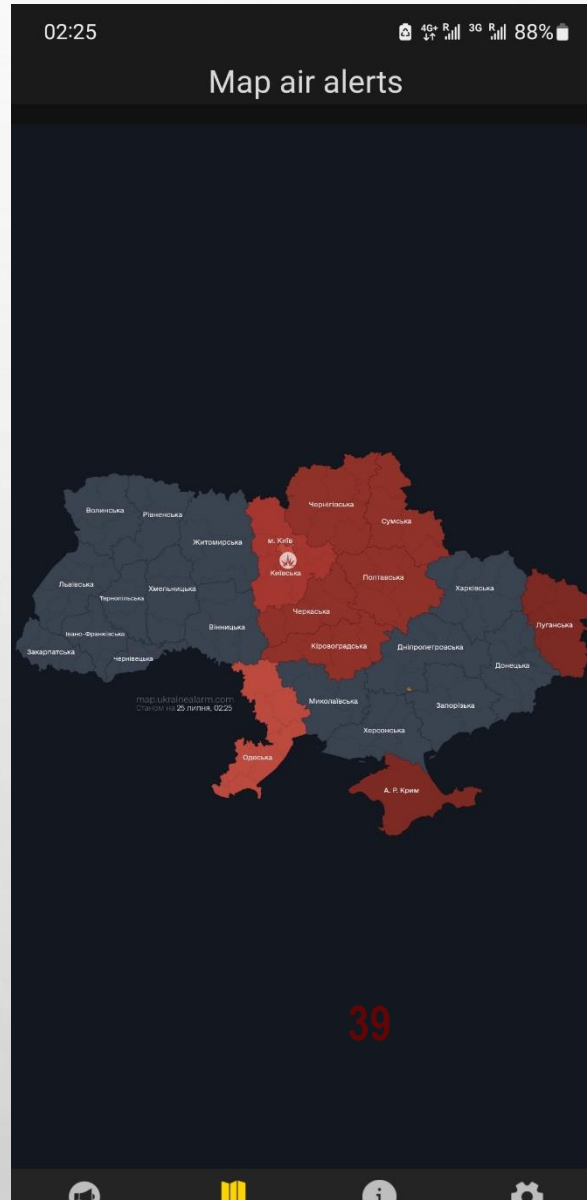 02:25 4G+ R 3G R 88%
Map air alerts
Чернігівська
Волинська
Рівненська
Сумська
Житомирська
м. Київ
Київська
Львівська
Тернопільська
Хмельницька
Полтавська
Харківська
Черкаська
Вінницька
Луганська
Івано-Франківська
Закарпатська
Чернівецька
Кіровоградська
Дніпропетровська
Донецька
map.ukrainealarm.com
Станом на 25 липня, 02:25
Миколаївська
Запорізька
Херсонська
Одеська
А. Р. Крим
39